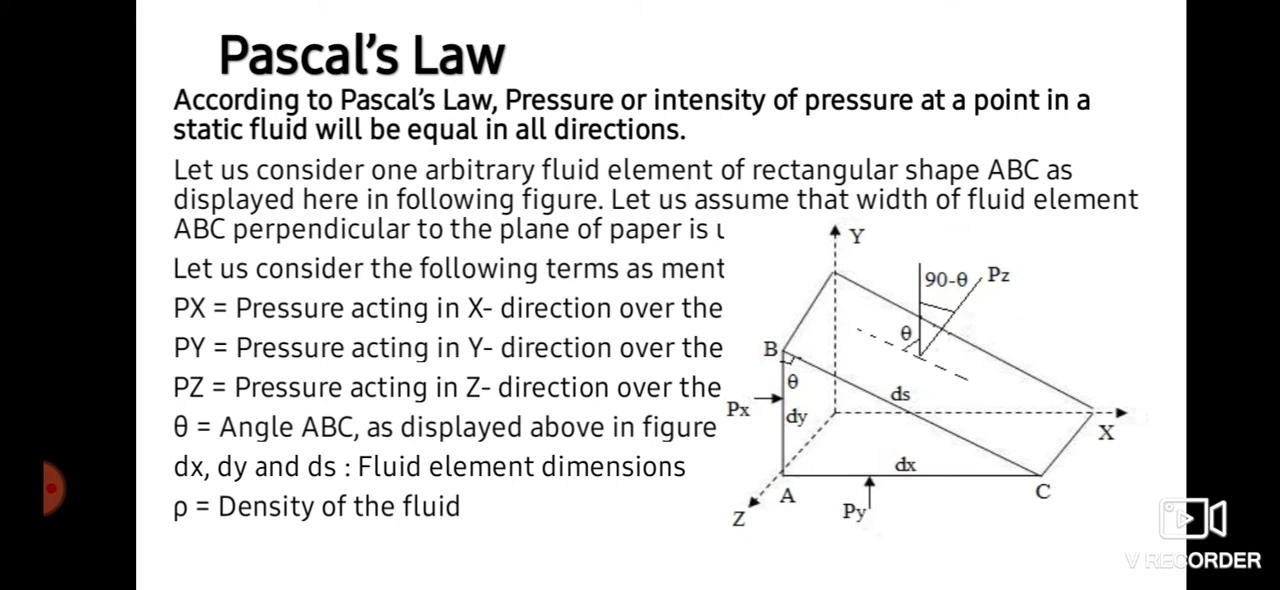 Pascal's Law
According to Pascal's Law, Pressure or intensity of pressure at a point in a
static fluid will be equal in all directions.
Let us consider one arbitrary fluid element of rectangular shape ABC as
displayed here in following figure. Let us assume that width of fluid element
ABC perpendicular to the plane of paper is
Let us consider the following terms as ment
PX = Pressure acting in X- direction over the
PY = Pressure acting in Y- direction over the
PZ = Pressure acting in Z- direction over the
θ = Angle ABC, as displayed above in figure
dx, dy and ds : Fluid element dimensions
ρ = Density of the fluid
Y
90-θ Pz
θ
B
θ
ds
Px
dy
X
dx
A
C
Z
Py
V RECORDER